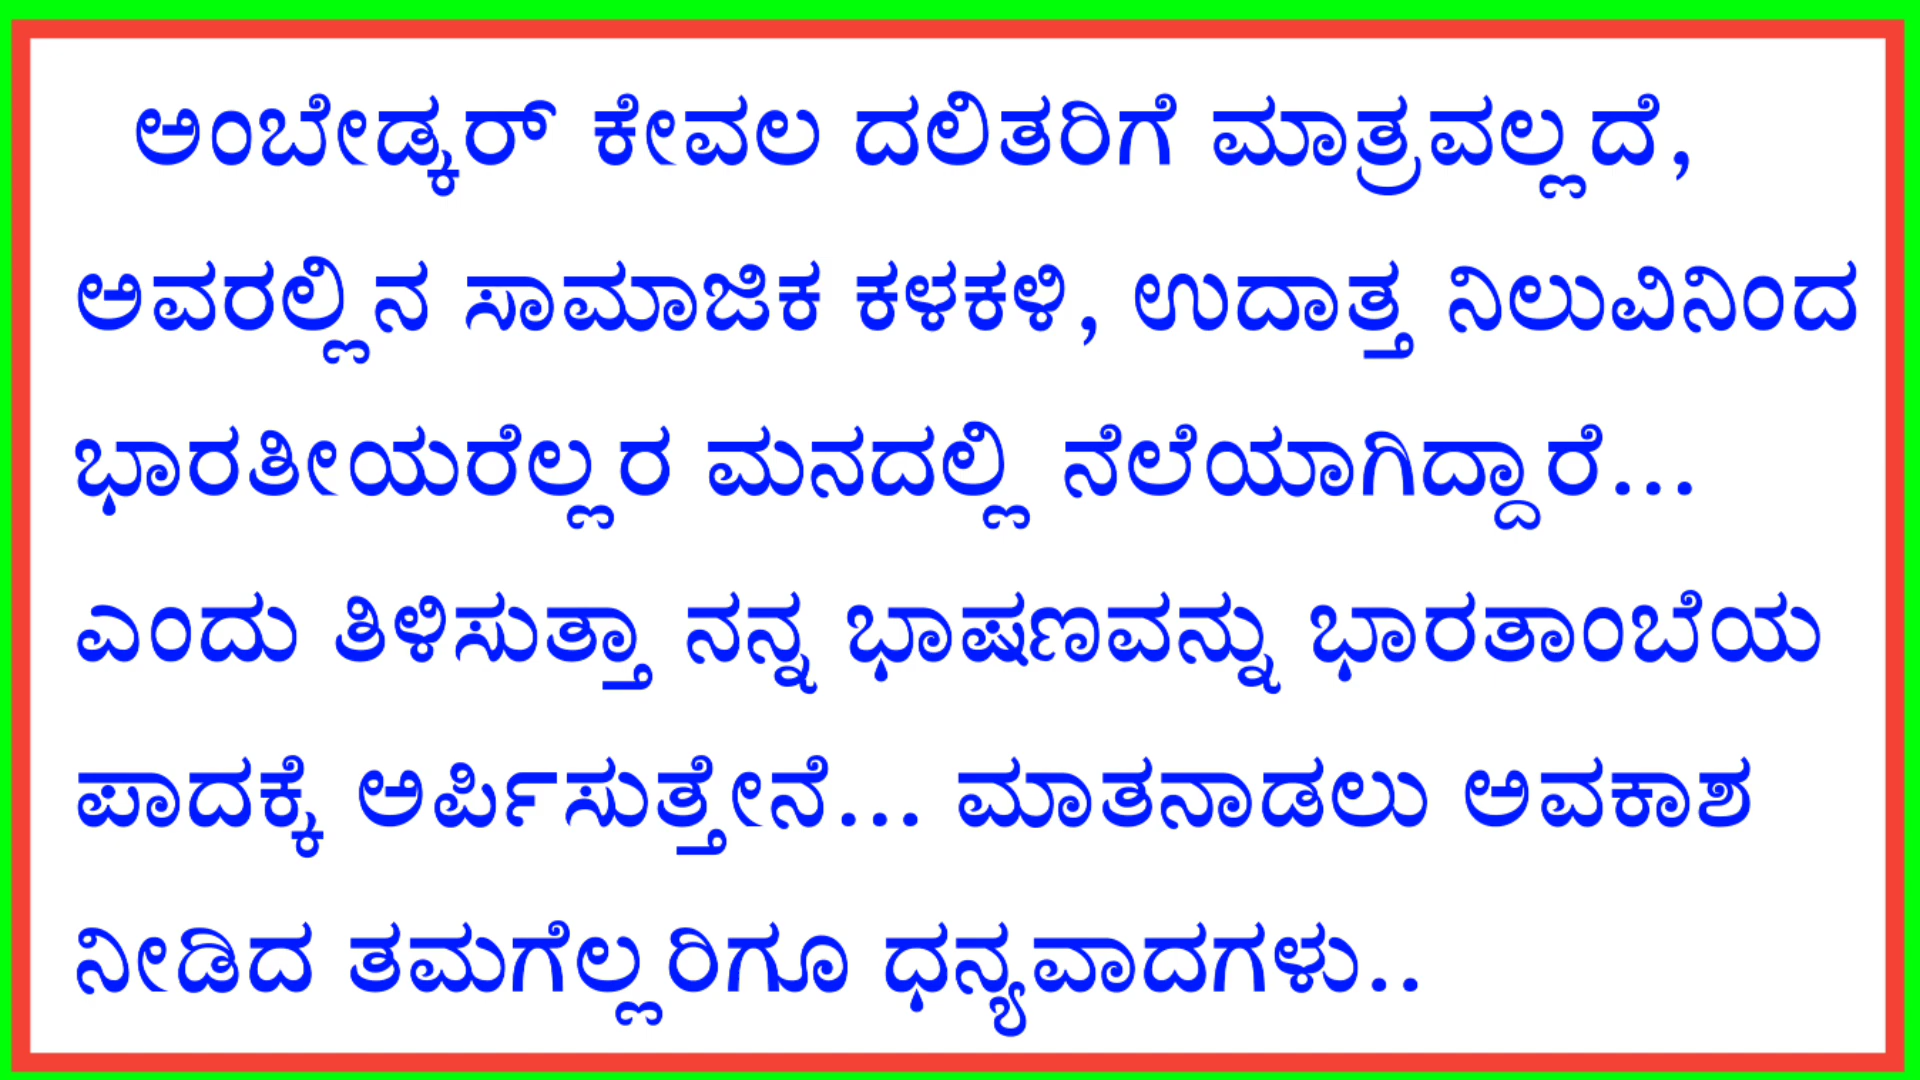 ಅಂಬೇಡ್ಕರ್ ಕೇವಲ ದಲಿತರಿಗೆ ಮಾತ್ರವಲ್ಲದೆ,
ಅವರಲ್ಲಿನ ಸಾಮಾಜಿಕ ಕಳಕಳಿ, ಉದಾತ್ತ ನಿಲುವಿನಿಂದ
ಭಾರತೀಯರೆಲ್ಲರ ಮನದಲ್ಲಿ ನೆಲೆಯಾಗಿದ್ದಾರೆ...
ಎಂದು ತಿಳಿಸುತ್ತಾ ನನ್ನ ಭಾಷಣವನ್ನು ಭಾರತಾಂಬೆಯ
ಪಾದಕ್ಕೆ ಅರ್ಪಿಸುತ್ತೇನೆ... ಮಾತನಾಡಲು ಅವಕಾಶ
ನೀಡಿದ ತಮಗೆಲ್ಲರಿಗೂ ಧನ್ಯವಾದಗಳು..